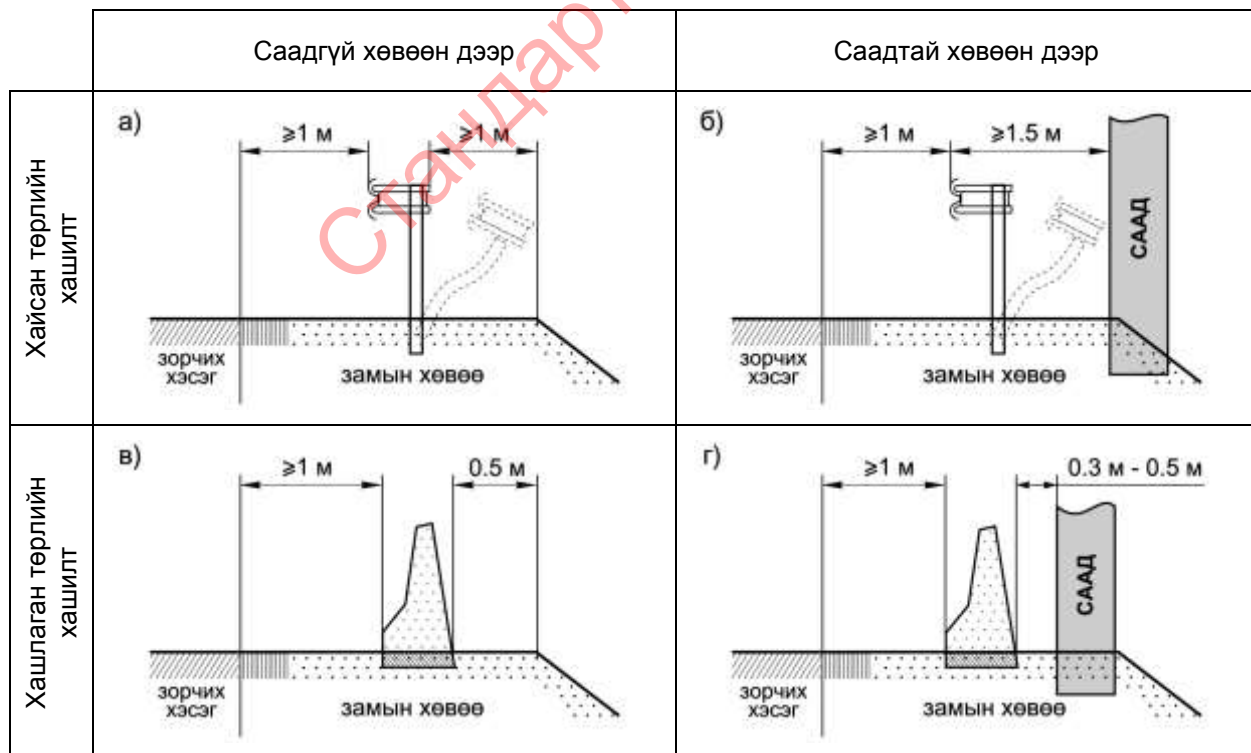 Саадгүй хөвөөн дээр
Саадтай хөвөөн дээр
Хайсан төрлийн
хашилт
а)
≥1 м
≥1 м
зорчих
хэсэг
замын хөвөө
б)
≥1 м
≥1.5 м
СААД
зорчих
хэсэг
замын хөвөө
Хашлаган төрлийн
хашилт
в)
≥1 м
0.5 м
зорчих
хэсэг
замын хөвөө
г)
≥1 м
0.3 м - 0.5 м
СААД
зорчих
хэсэг
замын хөвөө